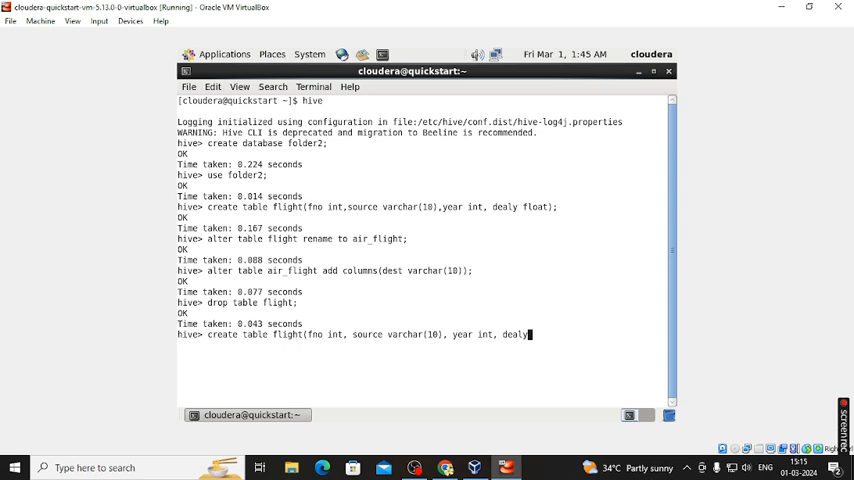 cloudera-quickstart-vm-5.13.0-0-virtualbox [Running] - Oracle VM VirtualBox
File Machine View Input Devices Help
Applications Places System Fri Mar 1, 1:45 AM cloudera
cloudera@quickstart:~
File Edit View Search Terminal Help
[cloudera@quickstart ~]$ hive
Logging initialized using configuration in file:/etc/hive/conf.dist/hive-log4j.properties
WARNING: Hive CLI is deprecated and migration to Beeline is recommended.
hive> create database folder2;
OK
Time taken: 0.224 seconds
hive> use folder2;
OK
Time taken: 0.014 seconds
hive> create table flight(fno int,source varchar(10),year int, dealy float);
OK
Time taken: 0.167 seconds
hive> alter table flight rename to air_flight;
OK
Time taken: 0.088 seconds
hive> alter table air_flight add columns(dest varchar(10));
OK
Time taken: 0.077 seconds
hive> drop table flight;
OK
Time taken: 0.043 seconds
hive> create table flight(fno int, source varchar(10), year int, dealy
cloudera@quickstart:~
screentec
Right
Type here to search
34°C Partly sunny
ENG
15:15
01-03-2024
2